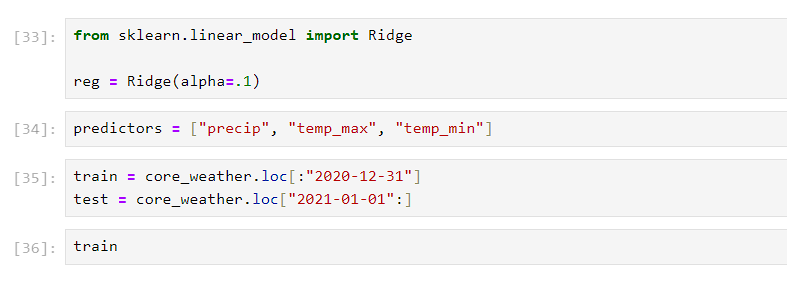 [33]: from sklearn.linear_model import Ridge
reg = Ridge(alpha=.1)
[34]: predictors = ["precip", "temp_max", "temp_min"]
[35]: train = core_weather.loc[:"2020-12-31"]
test = core_weather.loc["2021-01-01":]
[36]: train